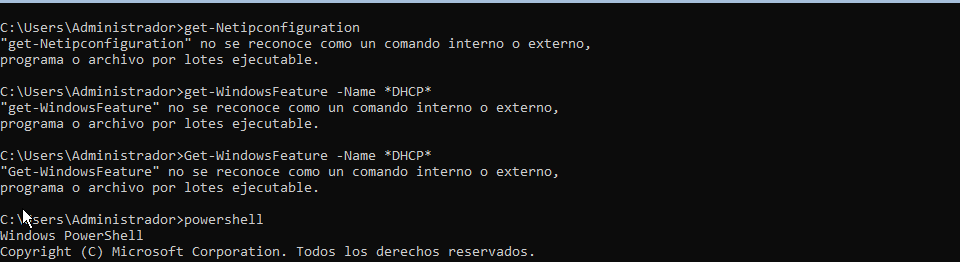 C:\Users\Administrador>get-Netipconfiguration
"get-Netipconfiguration" no se reconoce como un comando interno o externo,
programa o archivo por lotes ejecutable.
C:\Users\Administrador>get-WindowsFeature -Name *DHCP*
"get-WindowsFeature" no se reconoce como un comando interno o externo,
programa o archivo por lotes ejecutable.
C:\Users\Administrador>Get-WindowsFeature -Name *DHCP*
"Get-WindowsFeature" no se reconoce como un comando interno o externo,
programa o archivo por lotes ejecutable.
C:\Users\Administrador>powershell
Windows PowerShell
Copyright (C) Microsoft Corporation. Todos los derechos reservados.